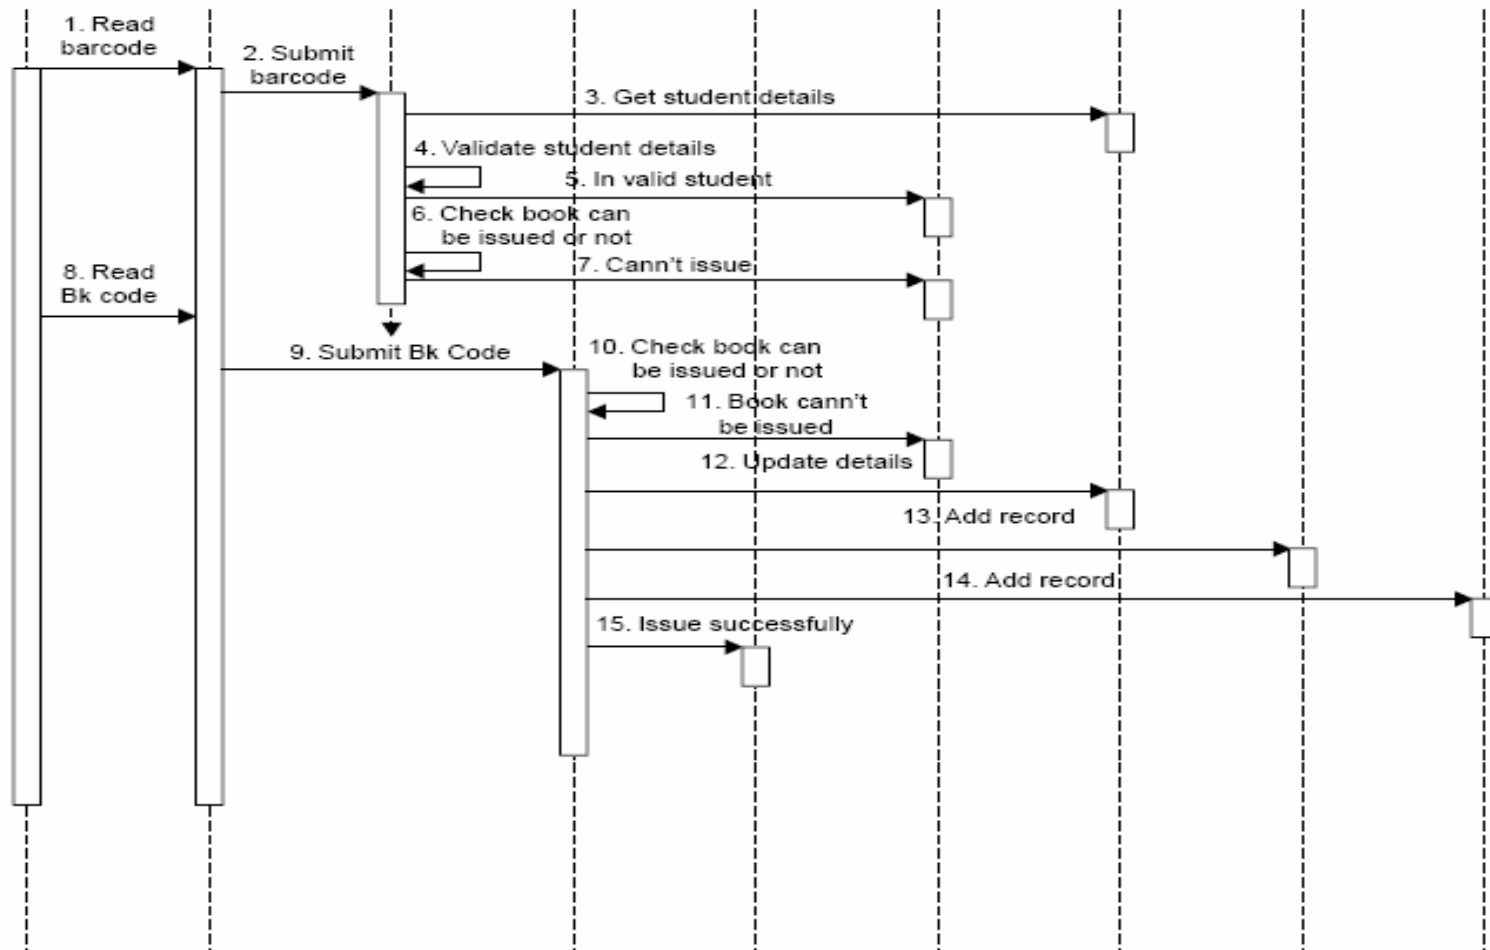 1. Read
barcode
2. Submit
barcode
3. Get student details
4. Validate student details
5. In valid student
6. Check book can
be issued or not
7. Cann't issue
8. Read
Bk code
9. Submit Bk Code
10. Check book can
be issued or not
11. Book cann't
be issued
12. Update details
13. Add record
14. Add record
15. Issue successfully